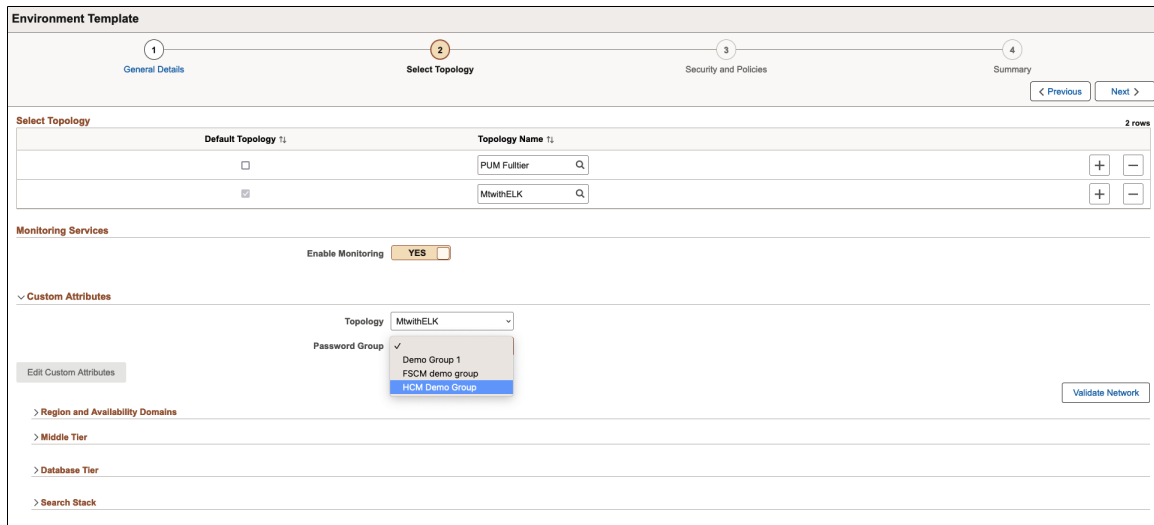 Environment Template
1
2
3
4
General Details
Select Topology
Security and Policies
Summary
Previous
Next
Select Topology
2 rows
Default Topology
Topology Name
PUM Fulltier
MtwithELK
Monitoring Services
Enable Monitoring YES
Custom Attributes
Topology MtwithELK
Password Group
Demo Group 1
FSCM demo group
HCM Demo Group
Edit Custom Attributes
Validate Network
Region and Availability Domains
Middle Tier
Database Tier
Search Stack